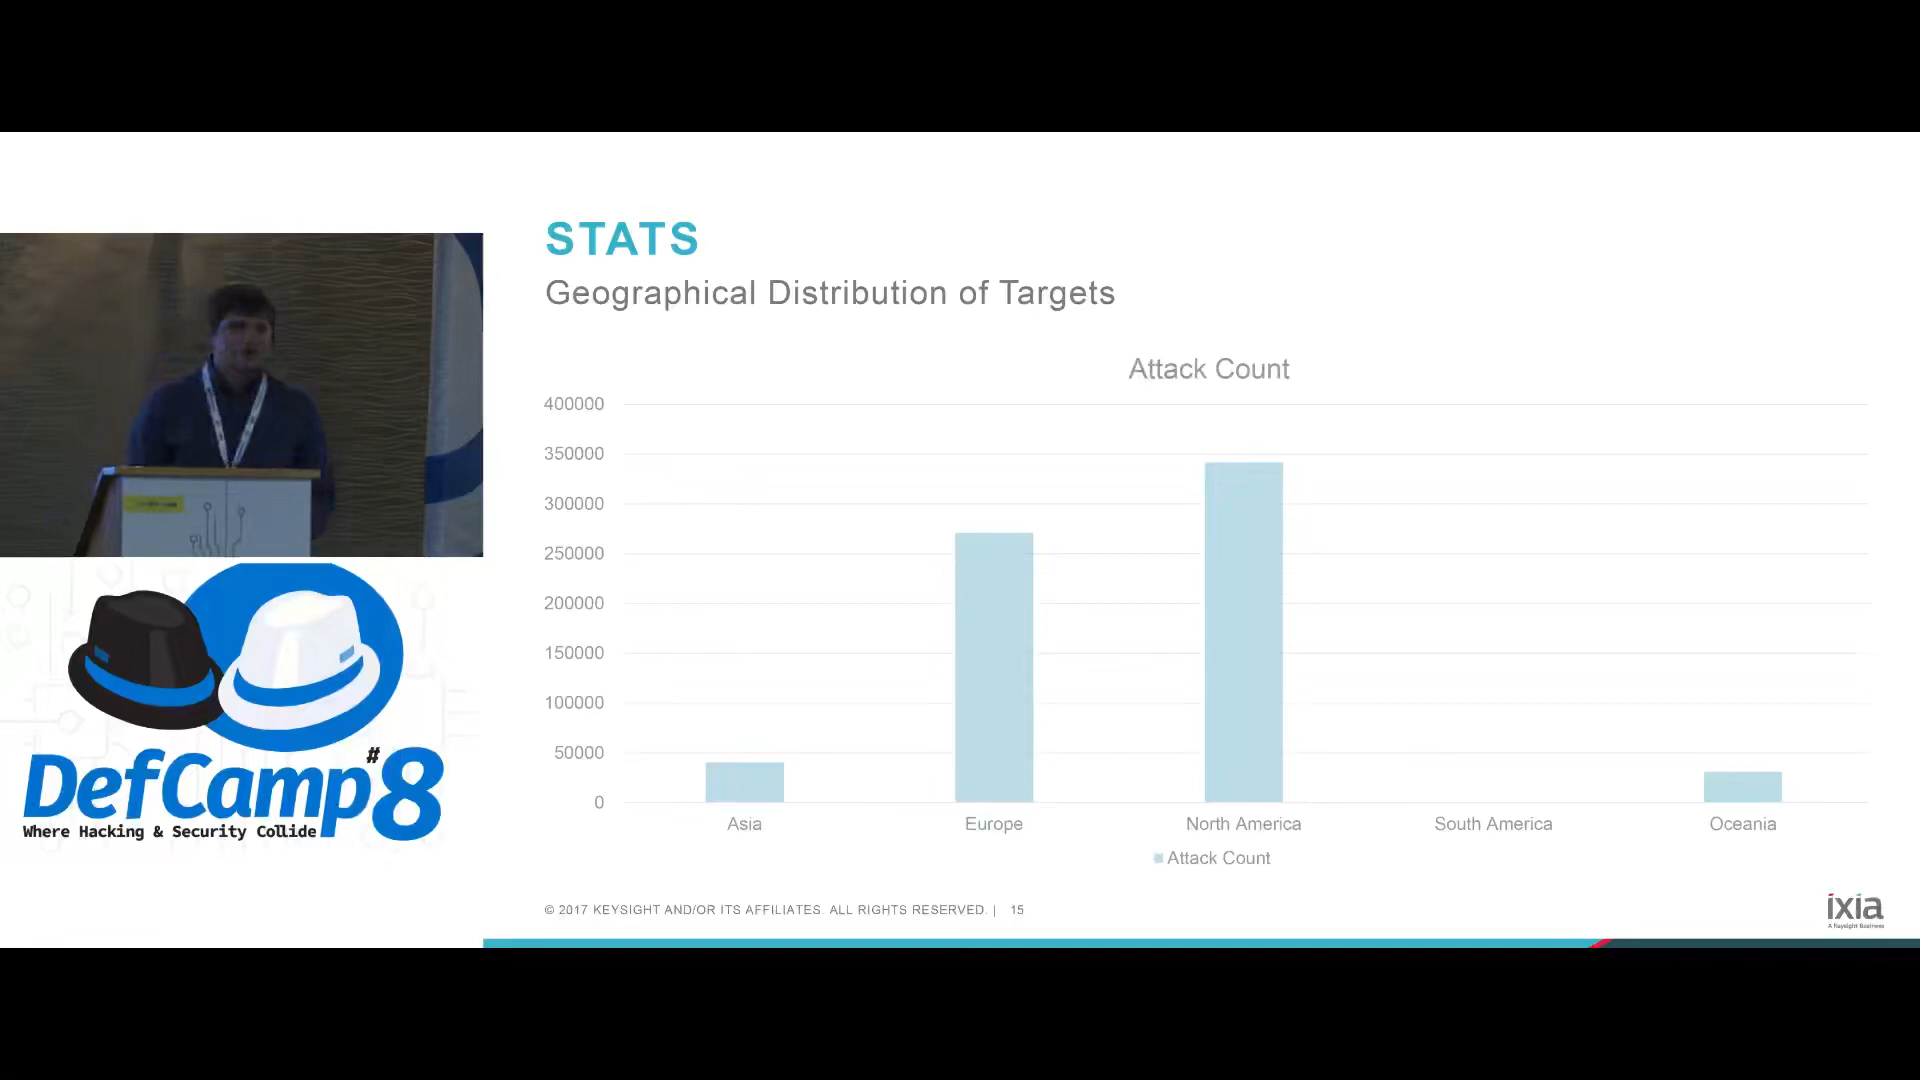 STATS
Geographical Distribution of Targets
Attack Count
400000
350000
300000
250000
200000
150000
100000
50000
0
Asia
Europe
North America
South America
Oceania
Attack Count
© 2017 KEYSIGHT AND/OR ITS AFFILIATES. ALL RIGHTS RESERVED. | 15
ixia
A Keysight Business
DefCamp#8
Where Hacking & Security Collide